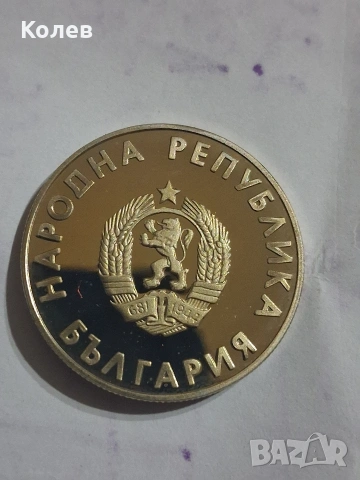 Колев
НАРОДНА РЕПУБЛИКА
БЪЛГАРИЯ
681 1944
BAZAR